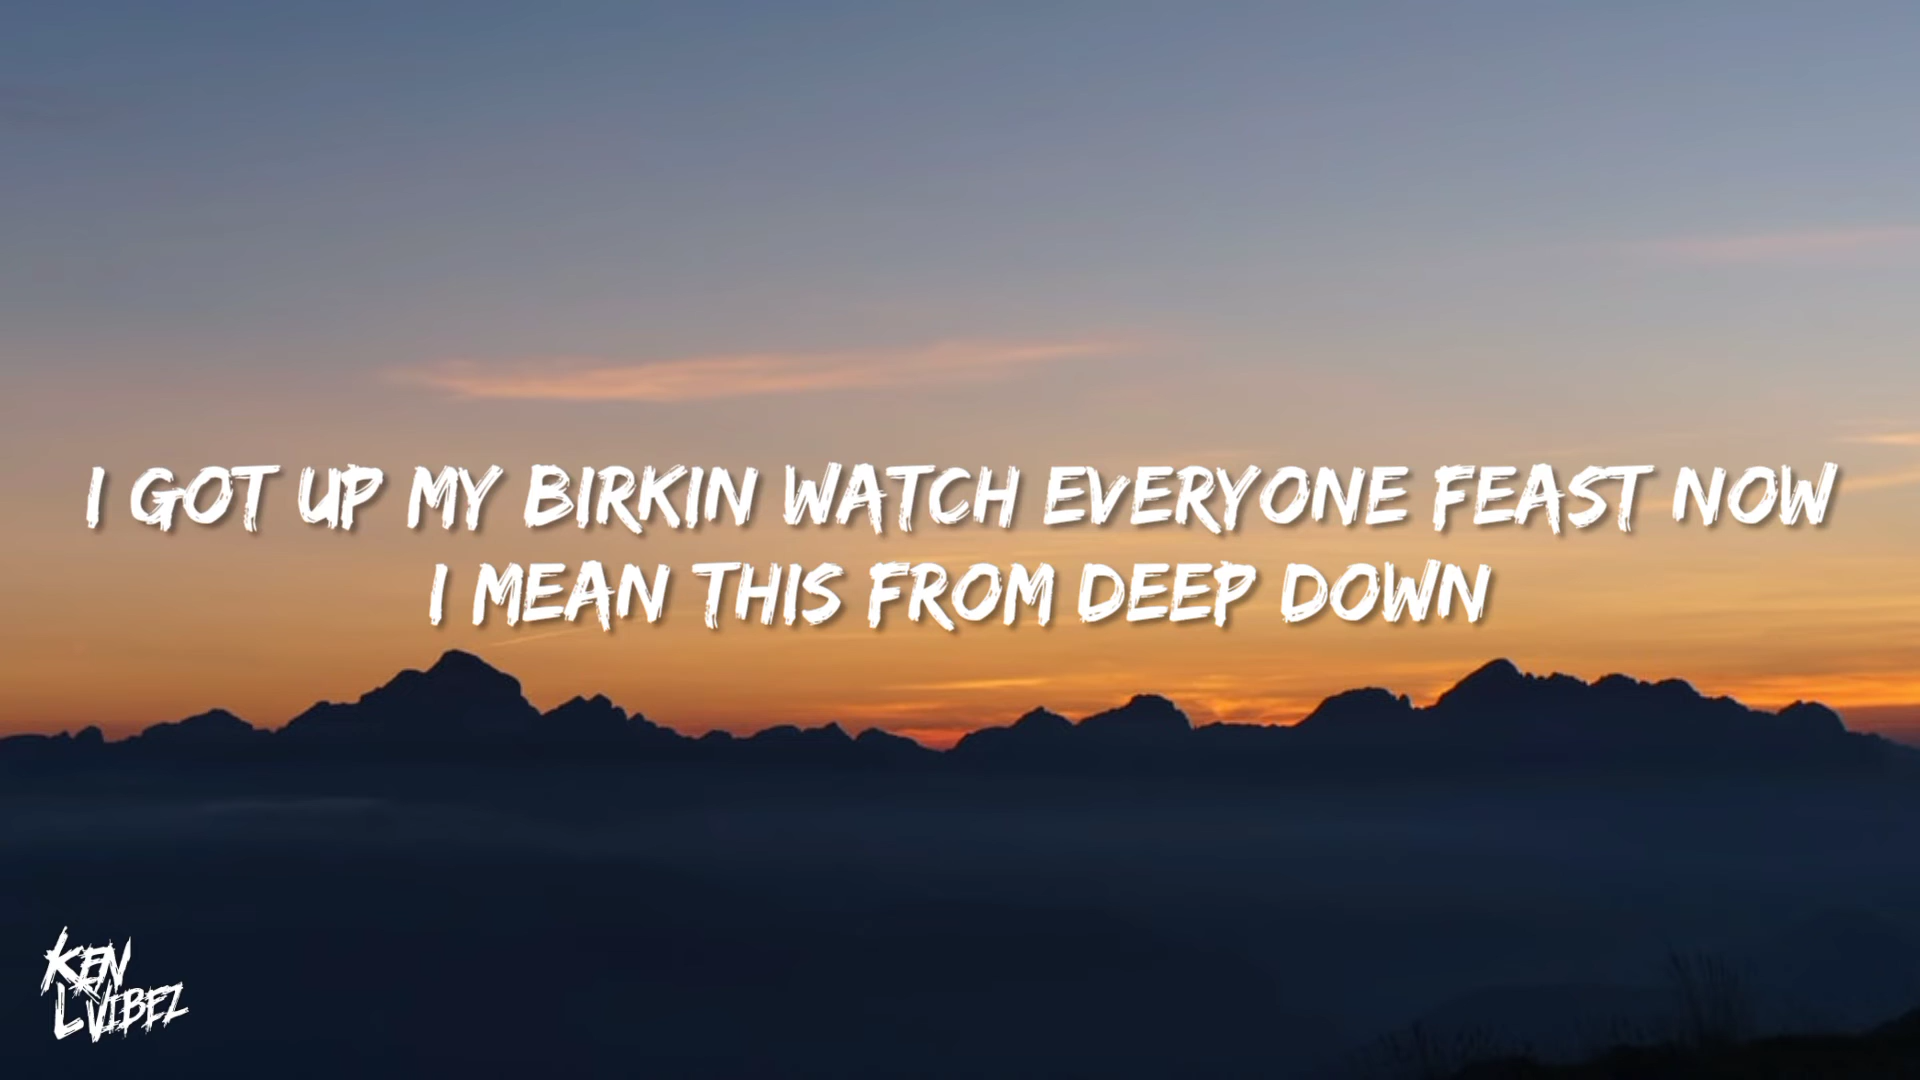 I GOT UP MY BIRKIN WATCH EVERYONE FEAST NOW
I MEAN THIS FROM DEEP DOWN
KEN
LVIBEZ